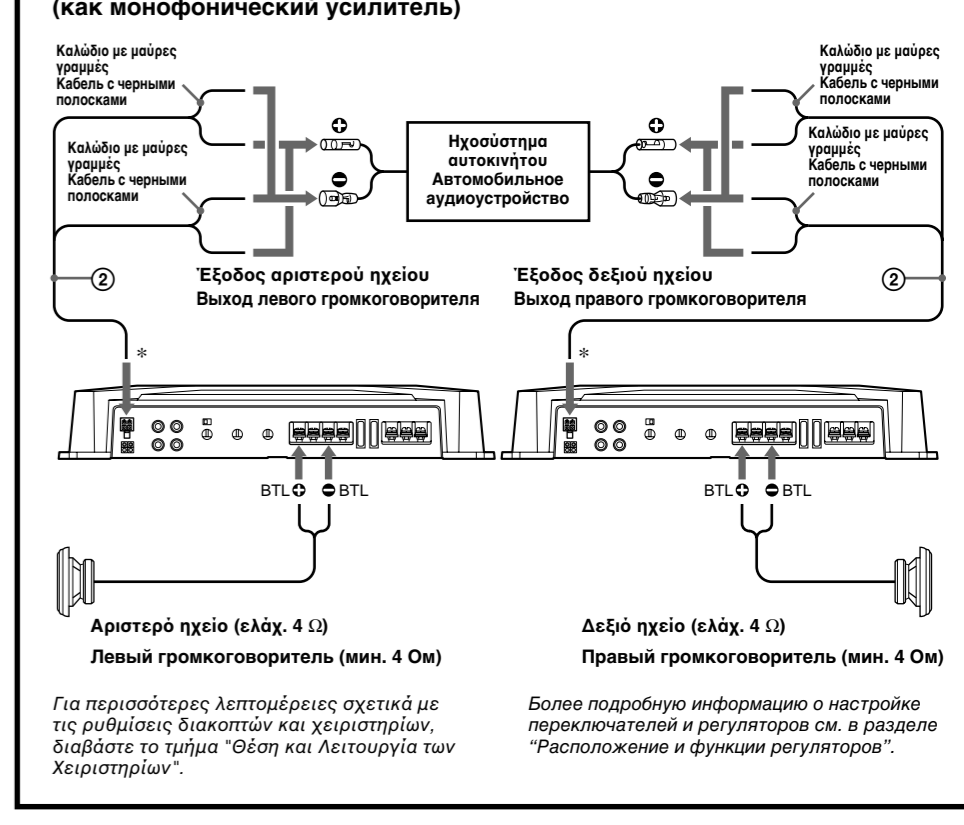 (как монофонический усилитель)
Καλώδιο με μαύρες
γραμμές
Кабель с черными
полосками
Καλώδιο με μαύρες
γραμμές
Кабель с черными
полосками
Καλώδιο με μαύρες
γραμμές
Кабель с черными
полосками
Καλώδιο με μαύρες
γραμμές
Кабель с черными
полосками
Ηχοσύστημα
αυτοκινήτου
Автомобильное
аудиоустройство
Έξοδος αριστερού ηχείου
Выход левого громкоговорителя
Έξοδος δεξιού ηχείου
Выход правого громкоговорителя
2
2
*
*
BTL + – BTL
BTL + – BTL
Αριστερό ηχείο (ελάχ. 4 Ω)
Левый громкоговоритель (мин. 4 Ом)
Δεξιό ηχείο (ελάχ. 4 Ω)
Правый громкоговоритель (мин. 4 Ом)
Για περισσότερες λεπτομέρειες σχετικά με
τις ρυθμίσεις διακοπτών και χειριστηρίων,
διαβάστε το τμήμα "Θέση και Λειτουργία των
Χειριστηρίων".
Более подробную информацию о настройке
переключателей и регуляторов см. в разделе
“Расположение и функции регуляторов”.